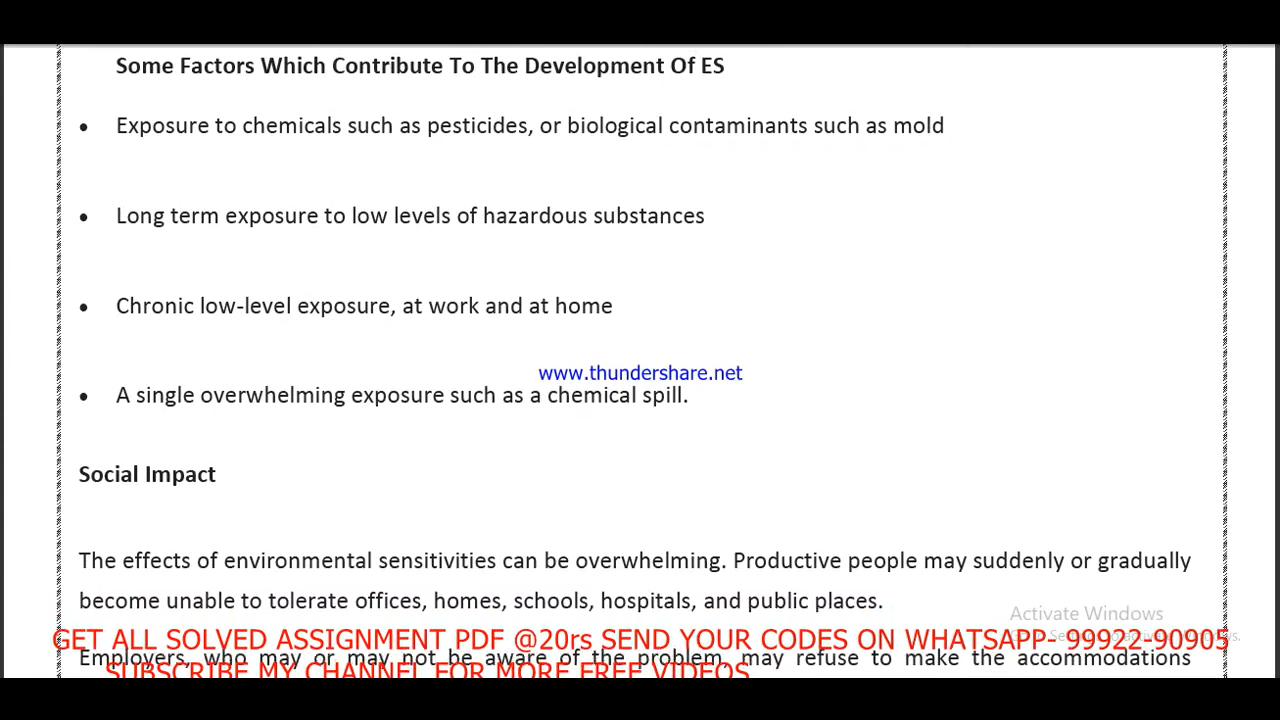 Some Factors Which Contribute To The Development Of ES
• Exposure to chemicals such as pesticides, or biological contaminants such as mold
• Long term exposure to low levels of hazardous substances
• Chronic low-level exposure, at work and at home
www.thundershare.net
• A single overwhelming exposure such as a chemical spill.
Social Impact
The effects of environmental sensitivities can be overwhelming. Productive people may suddenly or gradually
become unable to tolerate offices, homes, schools, hospitals, and public places.
Activate Windows
GET ALL SOLVED ASSIGNMENT PDF @20rs SEND YOUR CODES ON WHATSAPP- 99922-90905
Employers, who may or may not be aware of the problem, may refuse to make the accommodations
SUBSCRIBE MY CHANNEL FOR MORE FREE VIDEOS